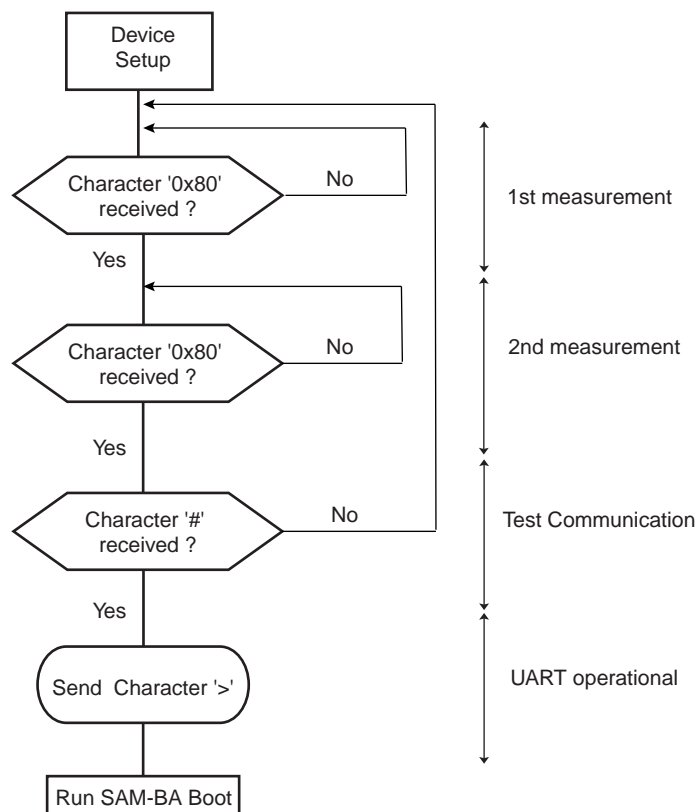 Device
Setup
Character '0x80'
received ?
No
1st measurement
Yes
Character '0x80'
received ?
No
2nd measurement
Yes
Character '#'
received ?
No
Test Communication
Yes
Send  Character '>'
UART operational
Run SAM-BA Boot